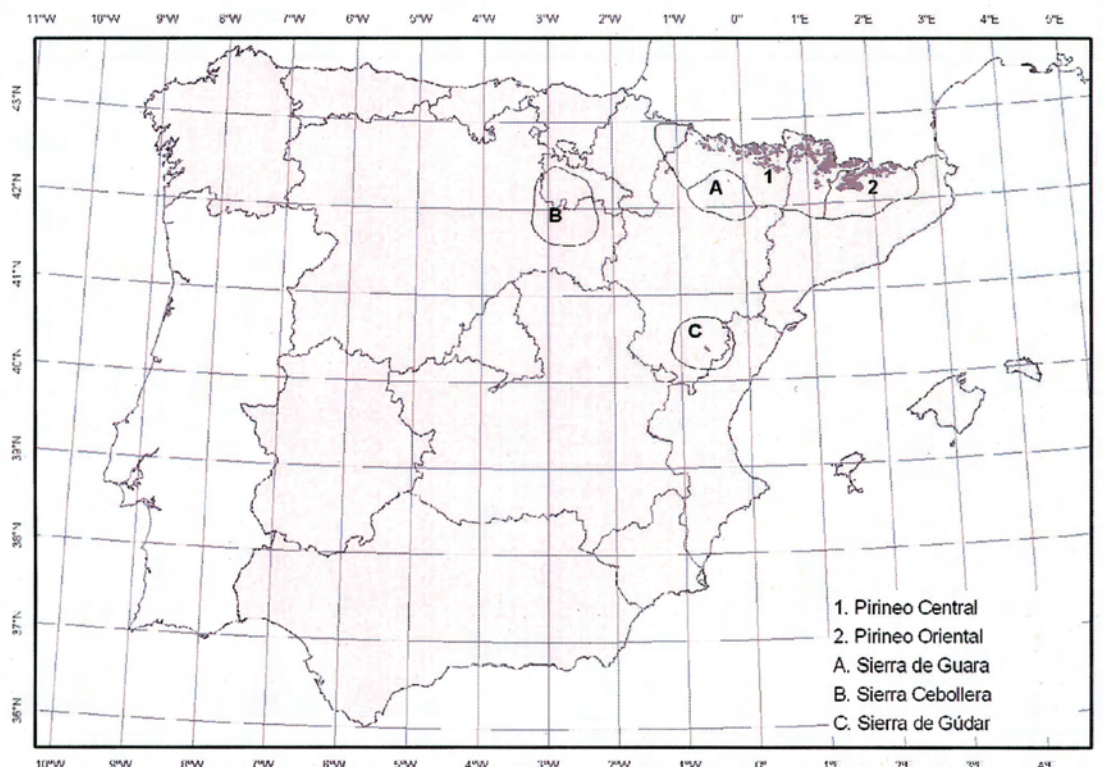 11°W 10°W 9°W 8°W 7°W 6°W 5°W 4°W 3°W 2°W 1°W 0° 1°E 2°E 3°E 4°E 5°E
43°N
42°N
41°N
40°N
39°N
38°N
37°N
36°N
A
1
2
B
C
1. Pirineo Central
2. Pirineo Oriental
A. Sierra de Guara
B. Sierra Cebollera
C. Sierra de Gúdar
10°W 9°W 8°W 7°W 6°W 5°W 4°W 3°W 2°W 1°W 0° 1°E 2°E 3°E 4°E